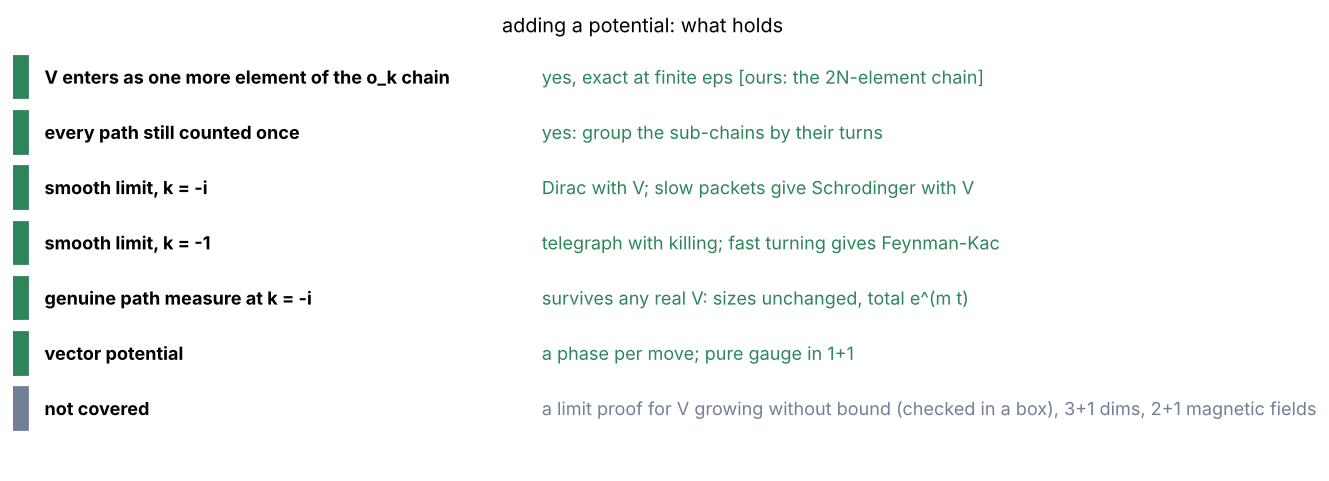 adding a potential: what holds
V enters as one more element of the o_k chain yes, exact at finite eps [ours: the 2N-element chain]
every path still counted once yes: group the sub-chains by their turns
smooth limit, k = -i Dirac with V; slow packets give Schrodinger with V
smooth limit, k = -1 telegraph with killing; fast turning gives Feynman-Kac
genuine path measure at k = -i survives any real V: sizes unchanged, total e^(m t)
vector potential a phase per move; pure gauge in 1+1
not covered a limit proof for V growing without bound (checked in a box), 3+1 dims, 2+1 magnetic fields